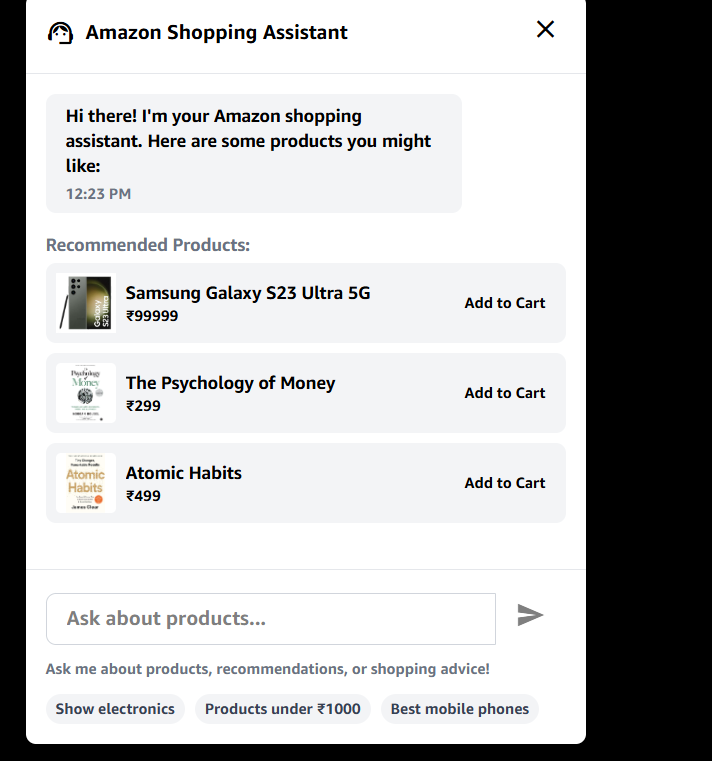 Amazon Shopping Assistant
Hi there! I'm your Amazon shopping
assistant. Here are some products you might
like:
12:23 PM
Recommended Products:
Galaxy
S23 Ultra
Samsung Galaxy S23 Ultra 5G
₹99999
Add to Cart
The Psychology of Money
₹299
Add to Cart
Psychology
of
Money
Atomic Habits
₹499
Add to Cart
Atomic
Habits
James Clear
Ask about products...
Ask me about products, recommendations, or shopping advice!
Show electronics
Products under ₹1000
Best mobile phones